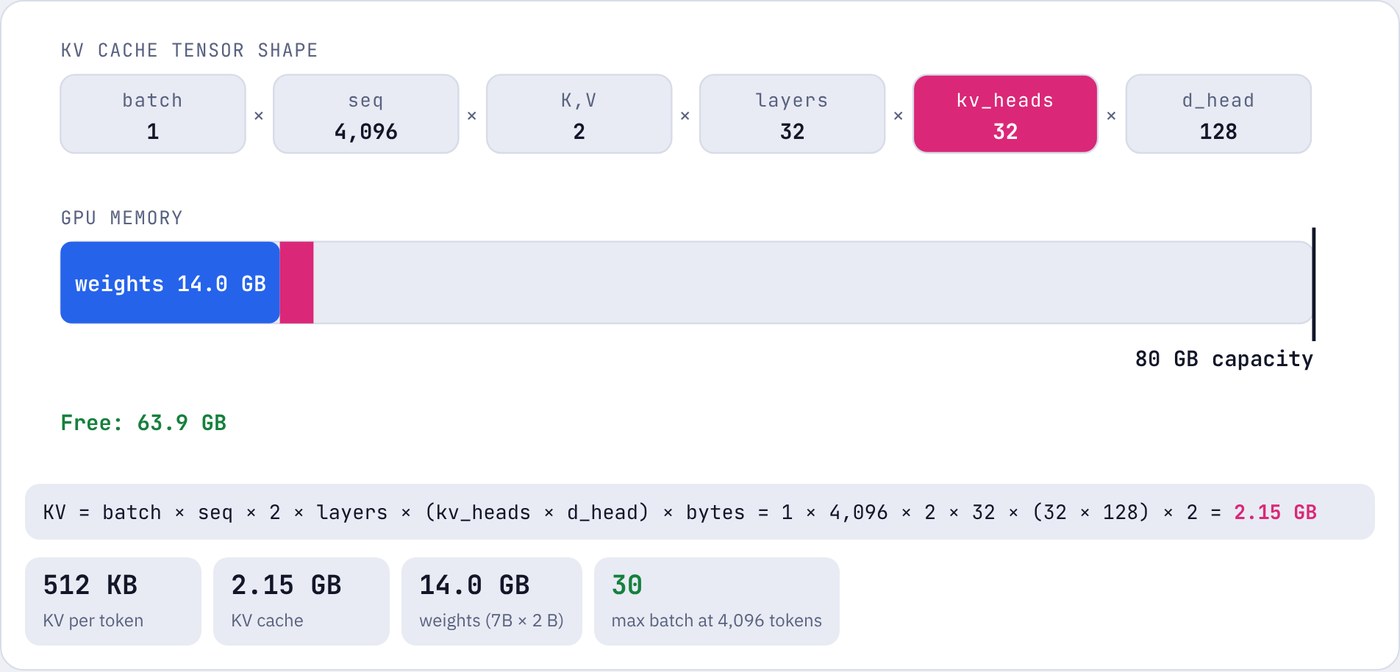 KV CACHE TENSOR SHAPE
batch × seq × K,V × layers × kv_heads × d_head
1 4,096 2 32 32 128
GPU MEMORY
weights 14.0 GB
80 GB capacity
Free: 63.9 GB
KV = batch × seq × 2 × layers × (kv_heads × d_head) × bytes = 1 × 4,096 × 2 × 32 × (32 × 128) × 2 = 2.15 GB
512 KB 2.15 GB 14.0 GB 30
KV per token KV cache weights (7B × 2 B) max batch at 4,096 tokens